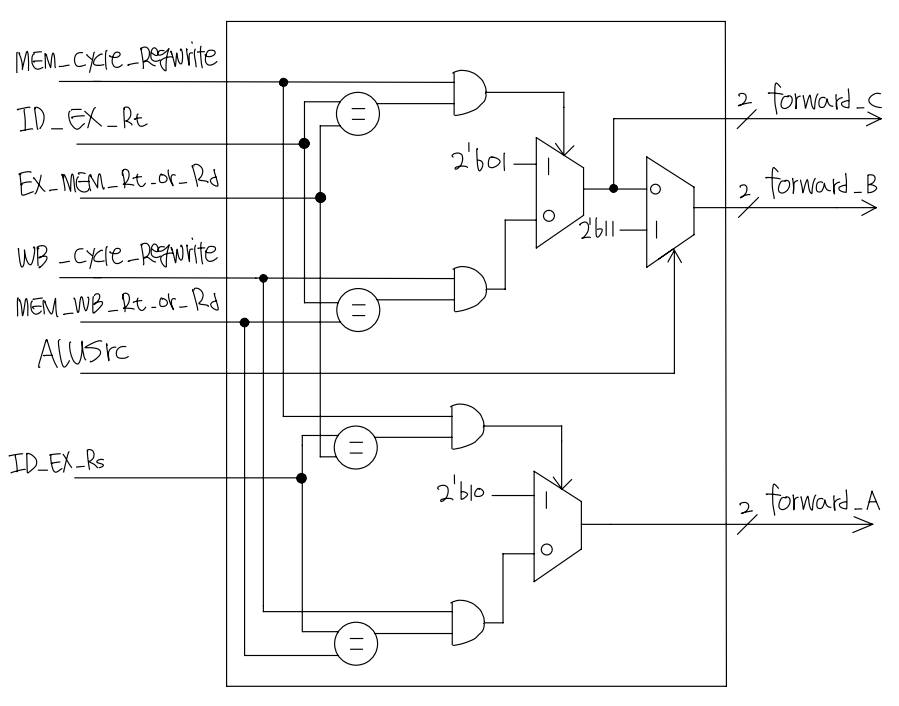 MEM_Cycle_Regwrite
ID_EX_Rt
EX_MEM_Rt_or_Rd
WB_Cycle_Regwrite
MEM_WB_Rt_or_Rd
ALUSrc
ID_EX_Rs
=
=
=
=
2'b01
1
0
2'b11
0
1
2'b10
1
0
2 forward_C
2 forward_B
2 forward_A